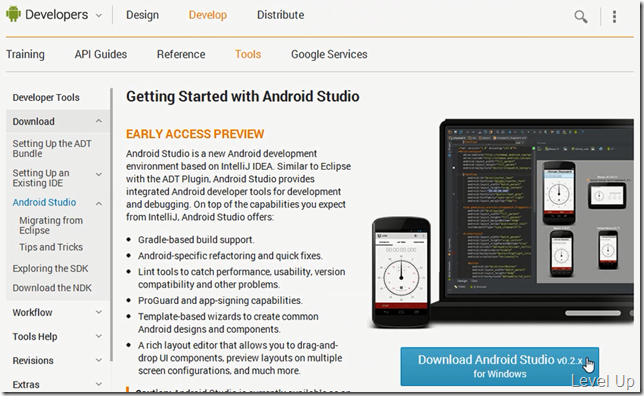 Developers
Design
Develop
Distribute
Training
API Guides
Reference
Tools
Google Services
Developer Tools
Download
Setting Up the ADT
Bundle
Setting Up an
Existing IDE
Android Studio
Migrating from
Eclipse
Tips and Tricks
Exploring the SDK
Download the NDK
Workflow
Tools Help
Revisions
Extras
Getting Started with Android Studio
EARLY ACCESS PREVIEW
Android Studio is a new Android development
environment based on IntelliJ IDEA. Similar to Eclipse
with the ADT Plugin, Android Studio provides
integrated Android developer tools for development
and debugging. On top of the capabilities you expect
from IntelliJ, Android Studio offers:
• Gradle-based build support.
• Android-specific refactoring and quick fixes.
• Lint tools to catch performance, usability, version
compatibility and other problems.
• ProGuard and app-signing capabilities.
• Template-based wizards to create common
Android designs and components.
• A rich layout editor that allows you to drag-and-
drop UI components, preview layouts on multiple
screen configurations, and much more.
Download Android Studio v0.2.x
for Windows
Level Up